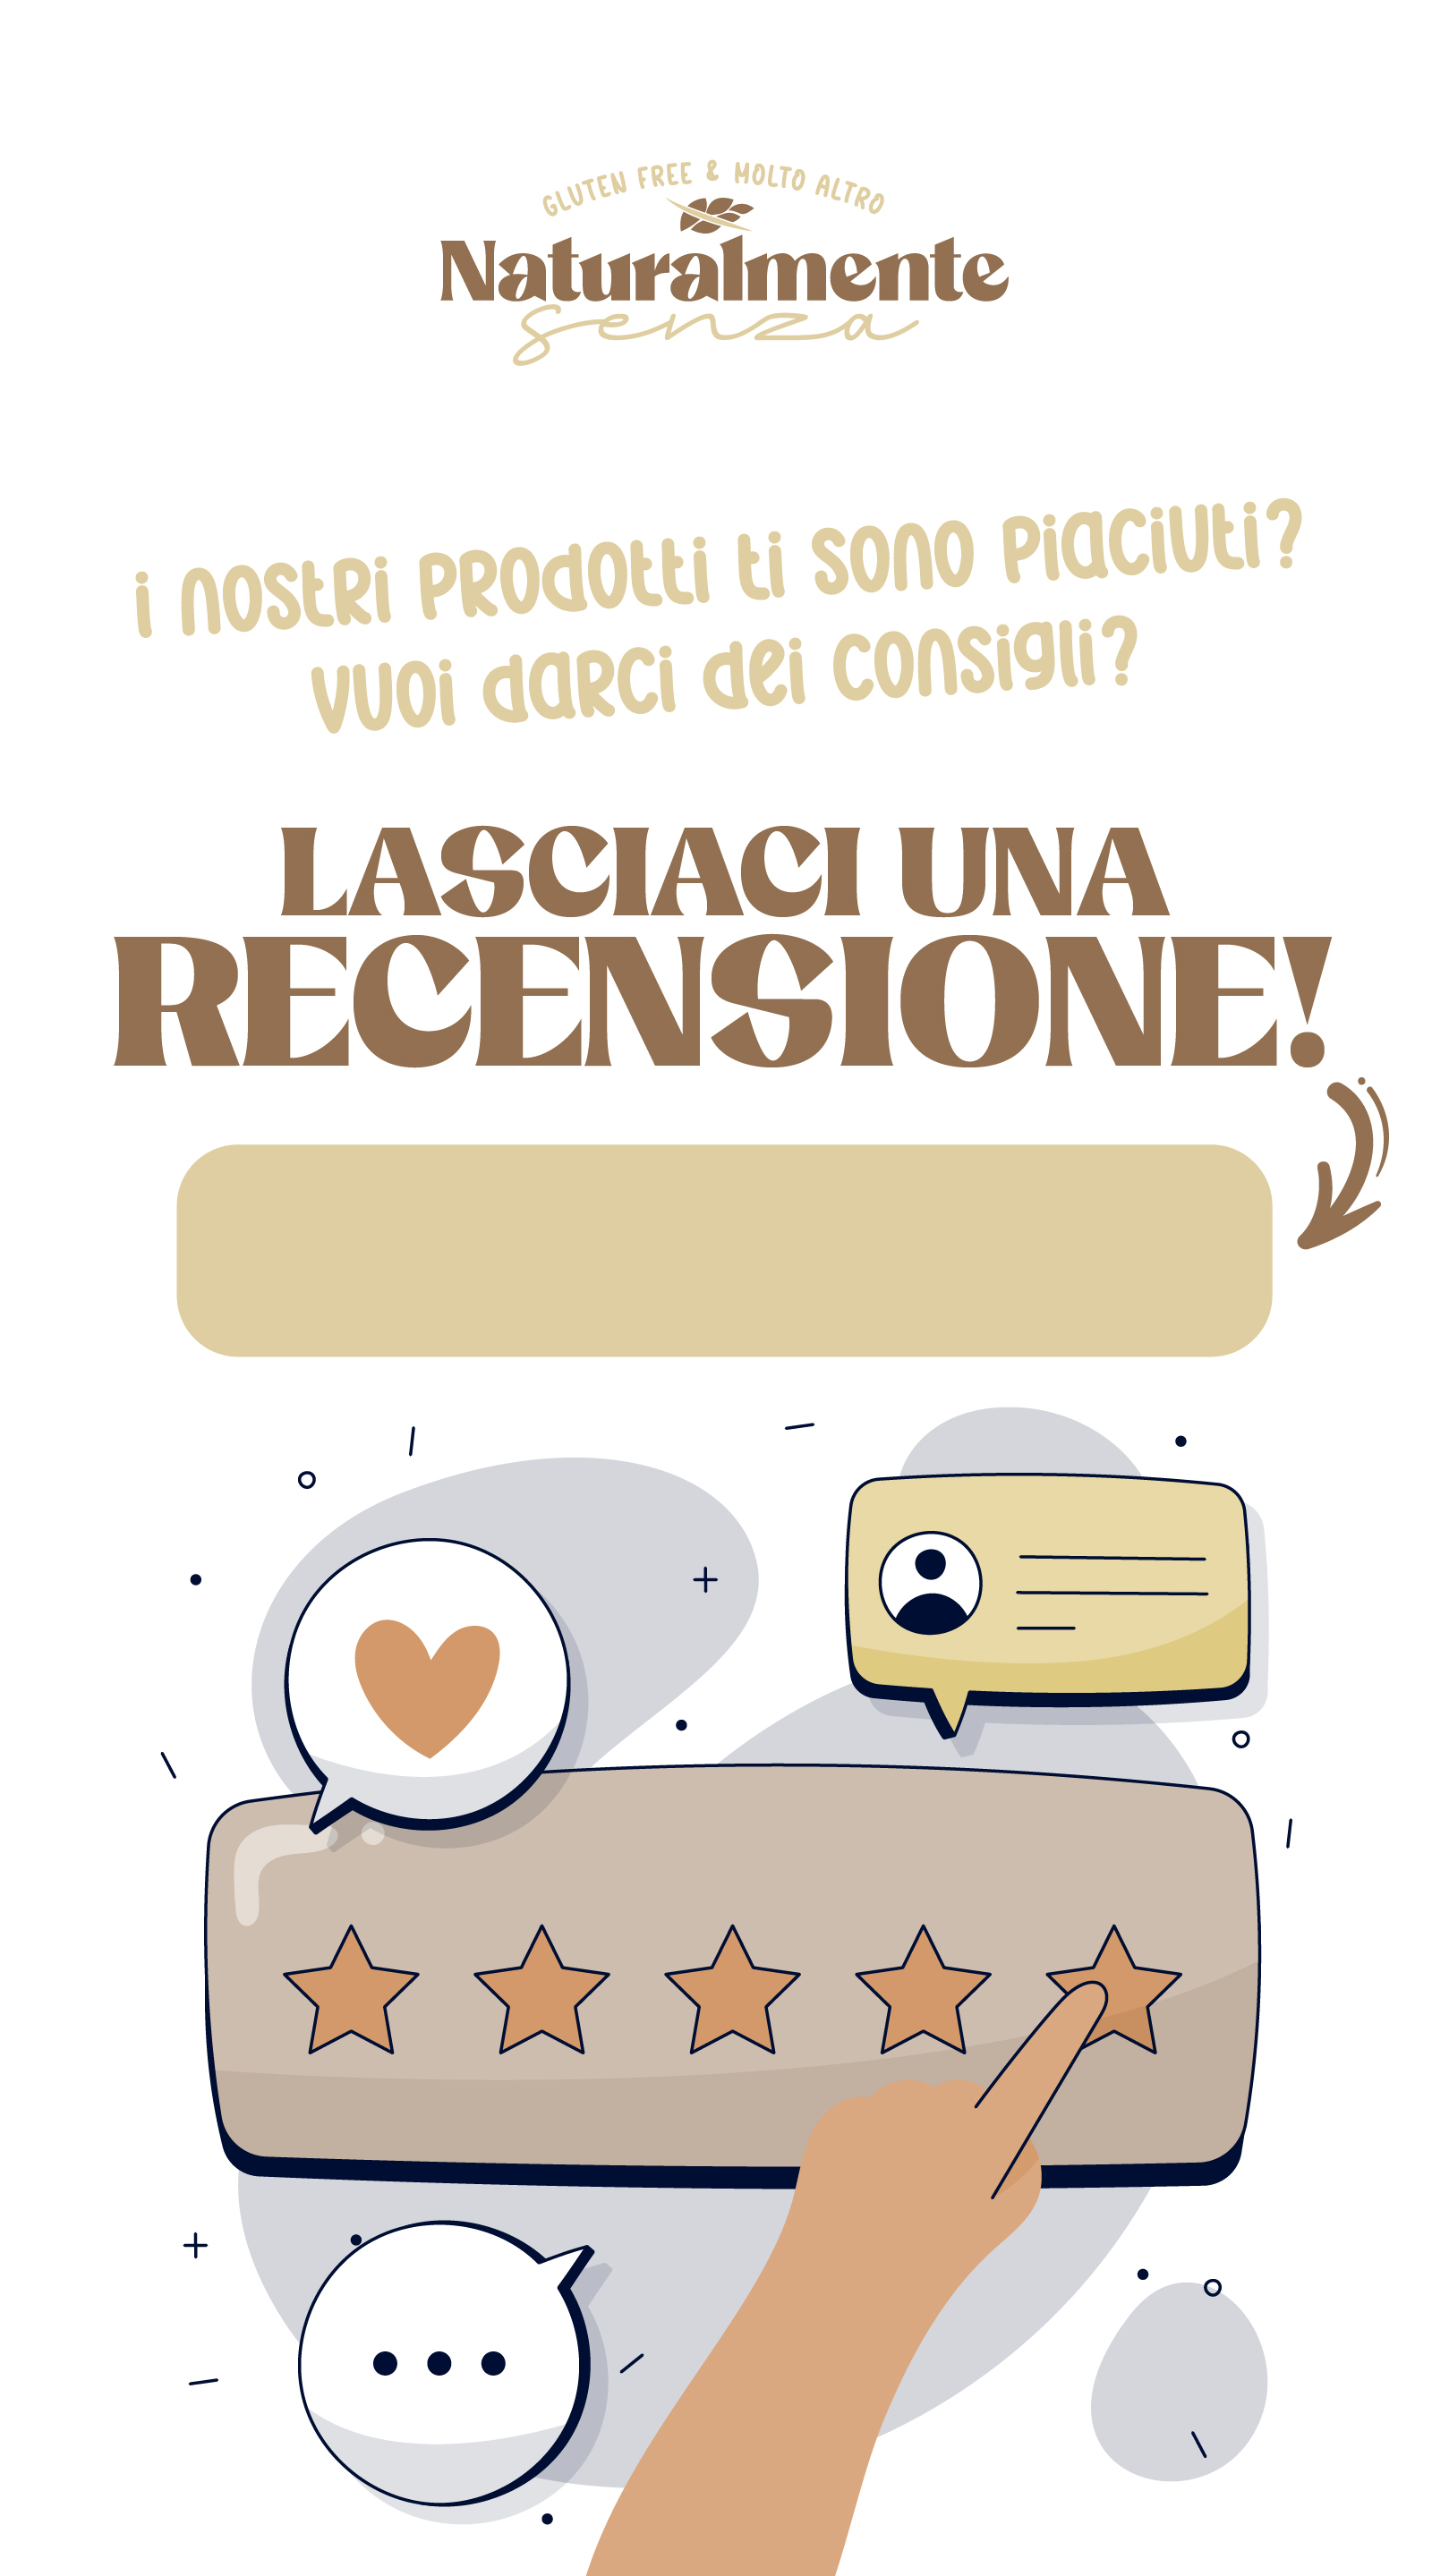 GLUTEN FREE & MOLTO ALTRO
Naturalmente
senza
i nostri prodotti ti sono piaciuti?
vuoi darci dei consigli?
LASCIACI UNA
RECENSIONE!